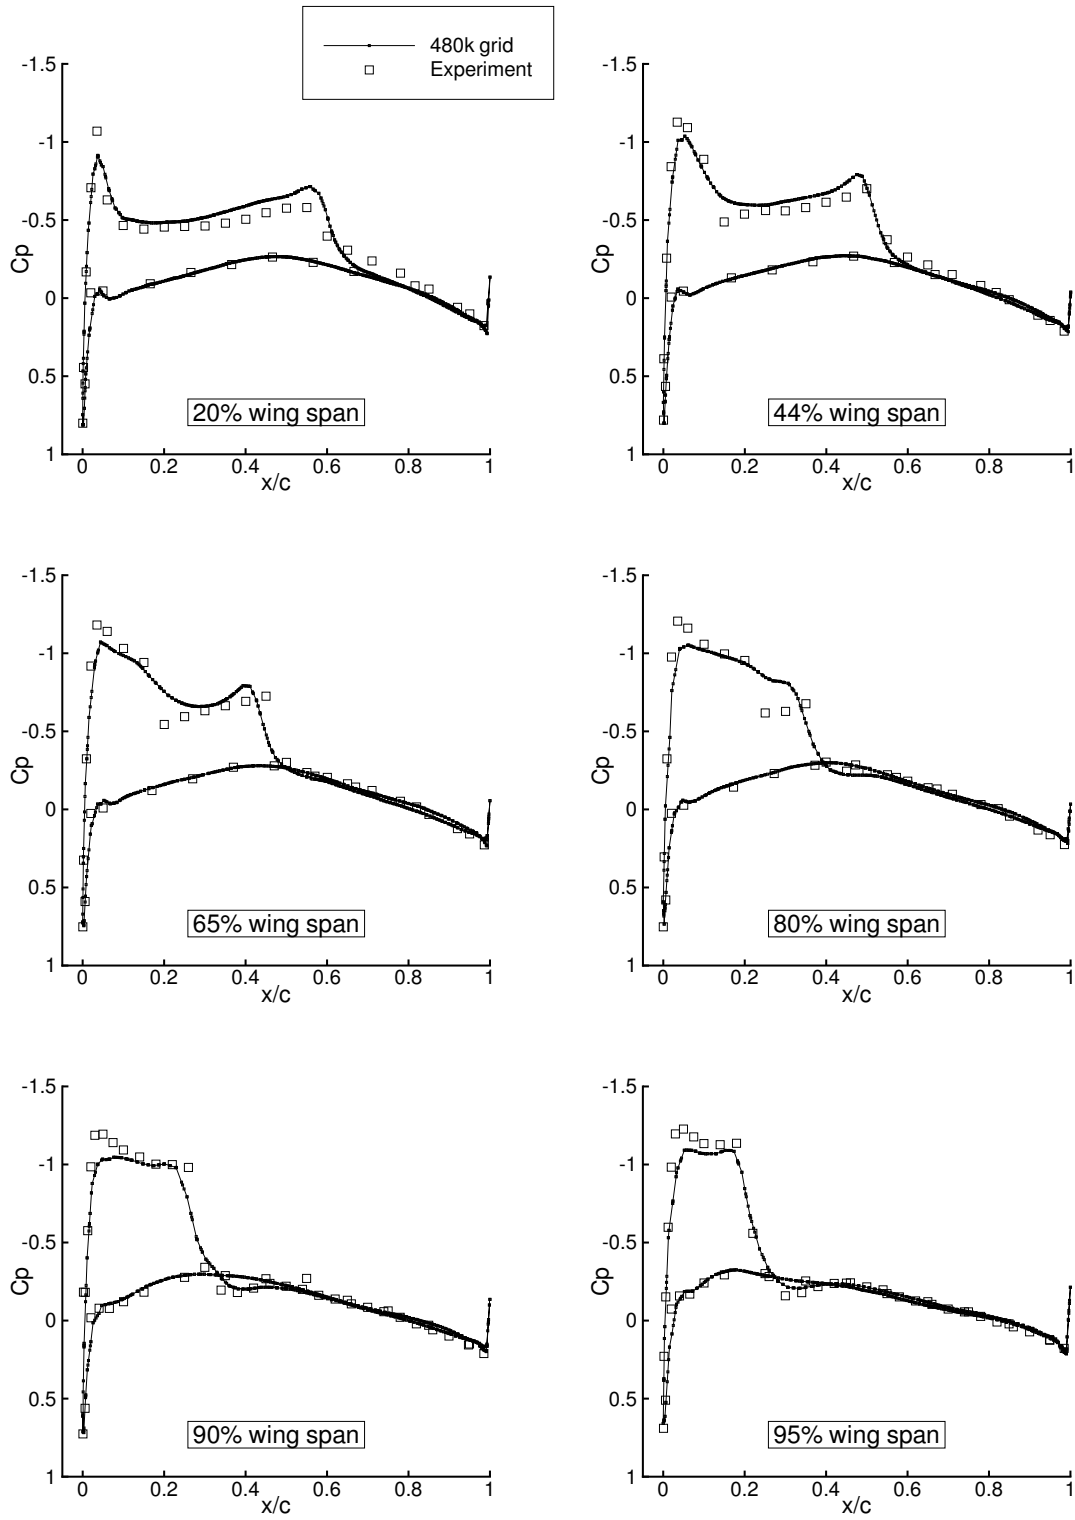 480k grid
Experiment
-1.5
-1
-0.5
0
0.5
1
Cp
0 0.2 0.4 0.6 0.8 1
x/c
20% wing span
-1.5
-1
-0.5
0
0.5
1
Cp
0 0.2 0.4 0.6 0.8 1
x/c
44% wing span
-1.5
-1
-0.5
0
0.5
1
Cp
0 0.2 0.4 0.6 0.8 1
x/c
65% wing span
-1.5
-1
-0.5
0
0.5
1
Cp
0 0.2 0.4 0.6 0.8 1
x/c
80% wing span
-1.5
-1
-0.5
0
0.5
1
Cp
0 0.2 0.4 0.6 0.8 1
x/c
90% wing span
-1.5
-1
-0.5
0
0.5
1
Cp
0 0.2 0.4 0.6 0.8 1
x/c
95% wing span